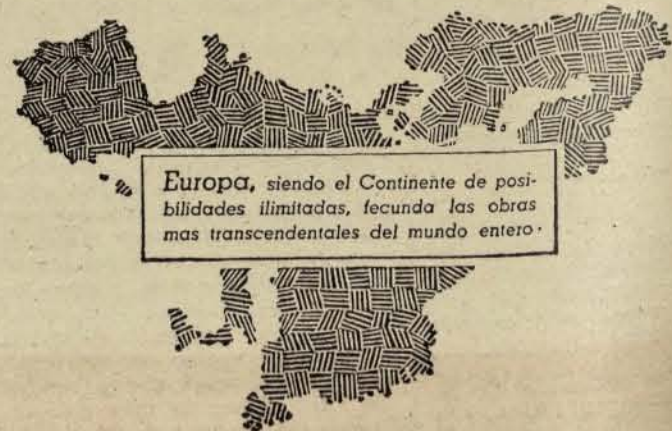 Europa, siendo el Continente de posi-
bilidades ilimitadas, fecunda las obras
mas transcendentales del mundo entero·